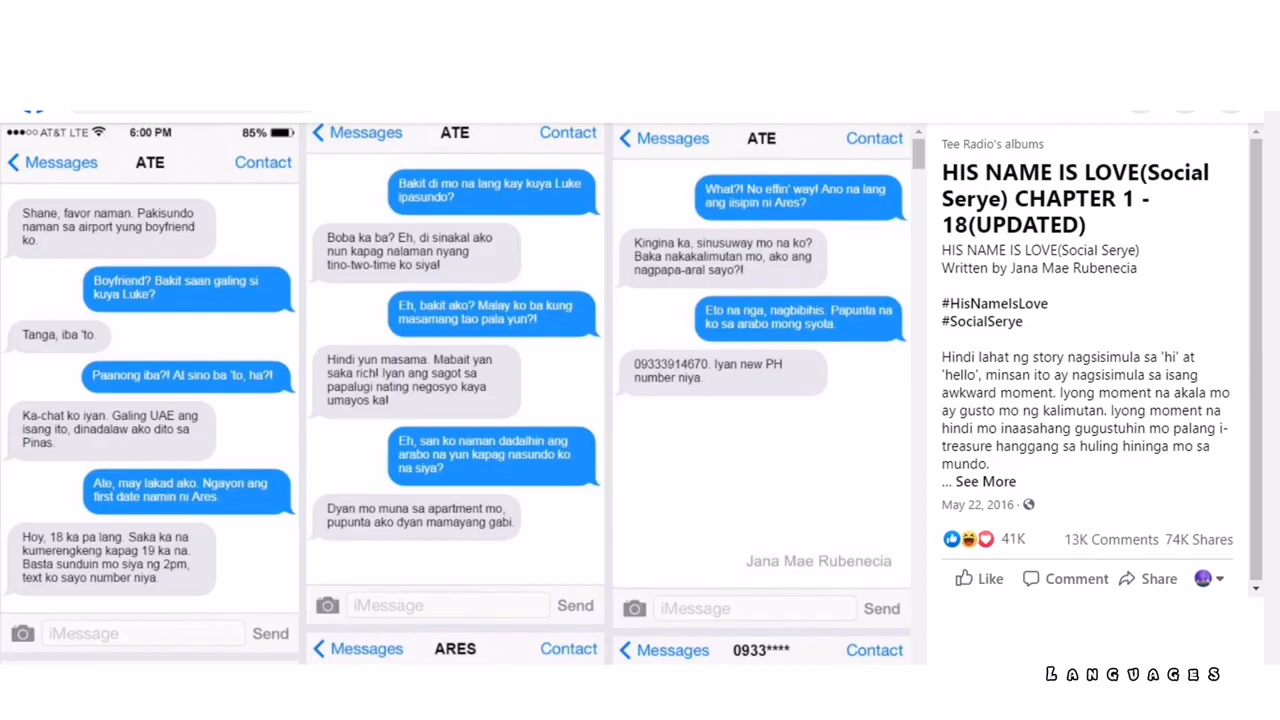 ●●●○○ AT&T LTE 6:00 PM 85%
Messages ATE Contact
Shane, favor naman. Pakisundo
naman sa airport yung boyfriend
ko.
Boyfriend? Bakit saan galing si
kuya Luke?
Tanga, iba 'to.
Paanong iba?! At sino ba 'to, ha?!
Ka-chat ko iyan. Galing UAE ang
isang ito, dinadalaw ako dito sa
Pinas.
Ate, may lakad ako. Ngayon ang
first date namin ni Ares.
Hoy, 18 ka pa lang. Saka ka na
kumerengkeng kapag 19 ka na.
Basta sunduin mo siya ng 2pm,
text ko sayo number niya.
iMessage Send
Messages ATE Contact
Bakit di mo na lang kay kuya Luke
ipasundo?
Boba ka ba? Eh, di sinakal ako
nun kapag nalaman nyang
tino-two-time ko siya!
Eh, bakit ako? Malay ko ba kung
masamang tao pala yun?!
Hindi yun masama. Mabait yan
saka rich! Iyan ang sagot sa
papalugi nating negosyo kaya
umayos ka!
Eh, san ko naman dadalhin ang
arabo na yun kapag nasundo ko
na siya?
Dyan mo muna sa apartment mo,
pupunta ako dyan mamayang gabi.
iMessage Send
Messages ARES Contact
Messages ATE Contact
What?! No effin' way! Ano na lang
ang iisipin ni Ares?
Kingina ka, sinusuway mo na ko?
Baka nakakalimutan mo, ako ang
nagpapa-aral sayo?!
Eto na nga, nagbibihis. Papunta na
ko sa arabo mong syota.
09333914670. Iyan new PH
number niya.
Jana Mae Rubenecia
iMessage Send
Messages 0933**** Contact
Tee Radio's albums
HIS NAME IS LOVE(Social
Serye) CHAPTER 1 -
18(UPDATED)
HIS NAME IS LOVE(Social Serye)
Written by Jana Mae Rubenecia
#HisNameIsLove
#SocialSerye
Hindi lahat ng story nagsisimula sa 'hi' at
'hello', minsan ito ay nagsisimula sa isang
awkward moment. Iyong moment na akala mo
ay gusto mo ng kalimutan. Iyong moment na
hindi mo inaasahang gugustuhin mo palang i-
treasure hanggang sa huling hininga mo sa
mundo.
... See More
May 22, 2016 ·
41K 13K Comments 74K Shares
Like Comment Share
Languages